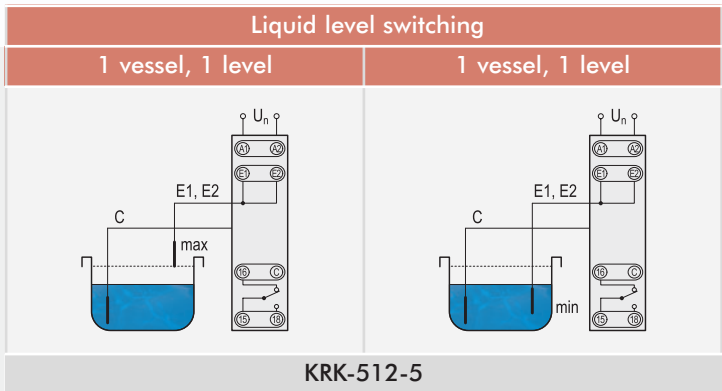 Liquid level switching
1 vessel, 1 level
1 vessel, 1 level
Un
A1 A2
E1 E2
E1, E2
C
max
16 C
15 18
Un
A1 A2
E1 E2
E1, E2
C
min
16 C
15 18
KRK-512-5